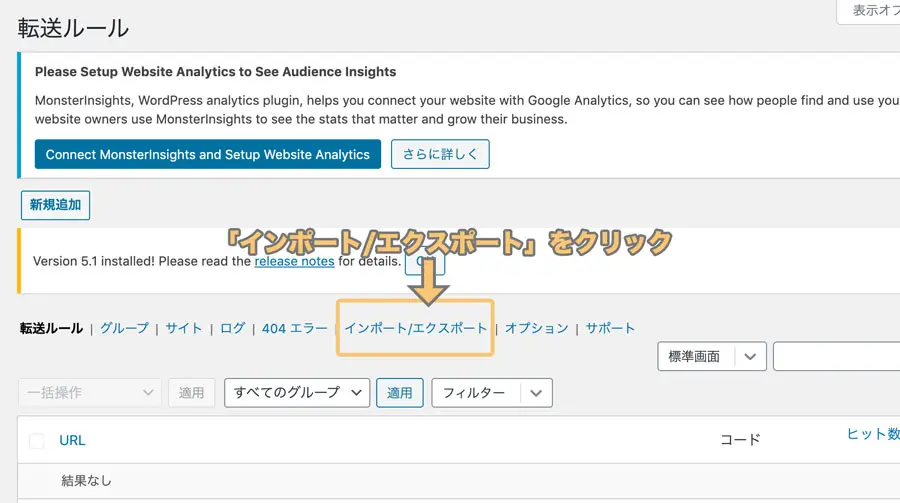 表示オプ
転送ルール
Please Setup Website Analytics to See Audience Insights
MonsterInsights, WordPress analytics plugin, helps you connect your website with Google Analytics, so you can see how people find and use you
website owners use MonsterInsights to see the stats that matter and grow their business.
Connect MonsterInsights and Setup Website Analytics さらに詳しく
新規追加
「インポート/エクスポート」をクリック
Version 5.1 installed! Please read the release notes for details.
転送ルール | グループ | サイト | ログ | 404 エラー | インポート/エクスポート | オプション | サポート
標準画面
一括操作 適用 すべてのグループ 適用 フィルター
URL コード ヒット数
結果なし